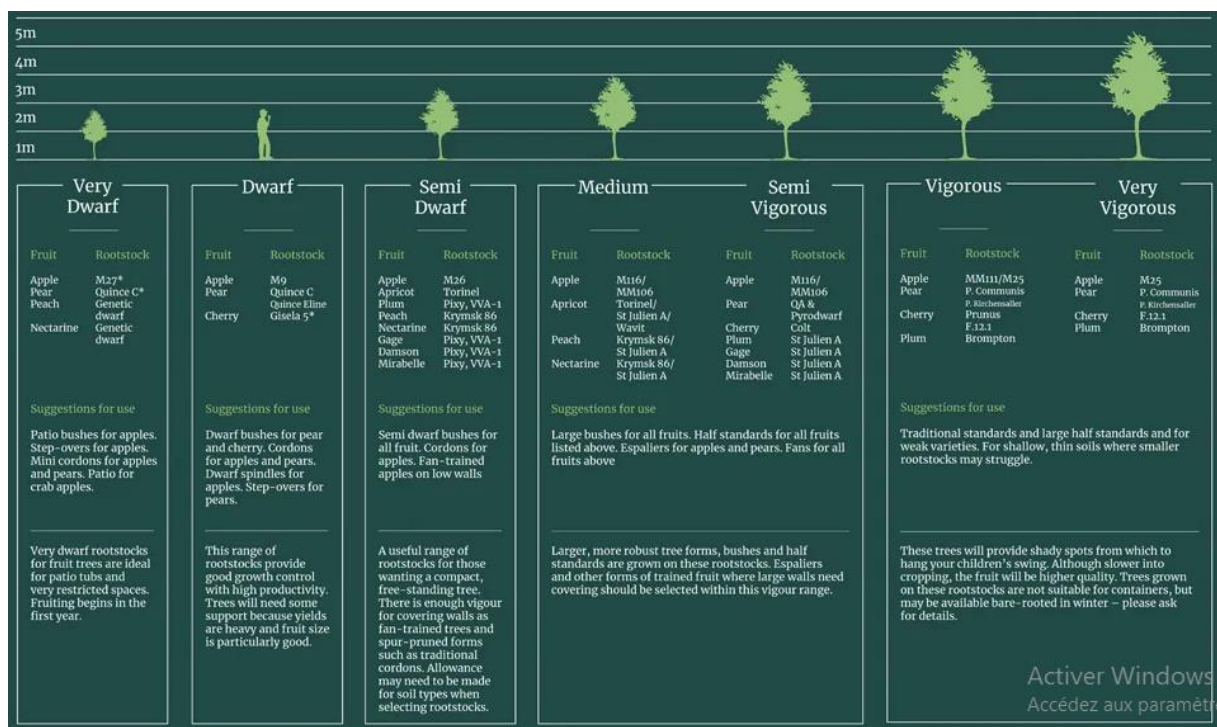 5m
4m
3m
2m
1m
Very
Dwarf
Fruit Rootstock
Apple M27*
Pear Quince C*
Peach Genetic
dwarf
Nectarine Genetic
dwarf
Suggestions for use
Patio bushes for apples.
Step-overs for apples.
Mini cordons for apples
and pears. Patio for
crab apples.
Very dwarf rootstocks
for fruit trees are ideal
for patio tubs and
very restricted spaces.
Fruiting begins in the
first year.
Dwarf
Fruit Rootstock
Apple M9
Pear Quince C
Quince Eline
Cherry Gisela 5*
Suggestions for use
Dwarf bushes for pear
and cherry. Cordons
for apples and pears.
Dwarf spindles for
apples. Step-overs for
pears.
This range of
rootstocks provide
good growth control
with high productivity.
Trees will need some
support because yields
are heavy and fruit size
is particularly good.
Semi
Dwarf
Fruit Rootstock
Apple M26
Apricot Torinel
Plum Pixy, VVA-1
Peach Krymsk 86
Nectarine Krymsk 86
Gage Pixy, VVA-1
Damson Pixy, VVA-1
Mirabelle Pixy, VVA-1
Suggestions for use
Semi dwarf bushes for
all fruit. Cordons for
apples. Fan-trained
apples on low walls
A useful range of
rootstocks for those
wanting a compact,
free-standing tree.
There is enough vigour
for covering walls as
fan-trained trees and
spur-pruned forms
such as traditional
cordons. Allowance
may need to be made
for soil types when
selecting rootstocks.
Medium
Fruit Rootstock
Apple M116/
MM106
Apricot Torinel/
St Julien A/
Wavit
Peach Krymsk 86/
St Julien A
Nectarine Krymsk 86/
St Julien A
Semi
Vigorous
Fruit Rootstock
Apple M116/
MM106
Pear QA &
Pyrodwarf
Cherry Colt
Plum St Julien A
Gage St Julien A
Damson St Julien A
Mirabelle St Julien A
Suggestions for use
Large bushes for all fruits. Half standards for all fruits
listed above. Espaliers for apples and pears. Fans for all
fruits above
Larger, more robust tree forms, bushes and half
standards are grown on these rootstocks. Espaliers
and other forms of trained fruit where large walls need
covering should be selected within this vigour range.
Vigorous
Fruit Rootstock
Apple MM111/M25
Pear P. Communis
P. Kirchensaller
Cherry Prunus
F.12.1
Plum Brompton
Very
Vigorous
Fruit Rootstock
Apple M25
Pear P. Communis
P. Kirchensaller
Cherry F.12.1
Plum Brompton
Suggestions for use
Traditional standards and large half standards and for
weak varieties. For shallow, thin soils where smaller
rootstocks may struggle.
These trees will provide shady spots from which to
hang your children's swing. Although slower into
cropping, the fruit will be higher quality. Trees grown
on these rootstocks are not suitable for containers, but
may be available bare-rooted in winter – please ask
for details.
Activer Windows
Accédez aux paramètr